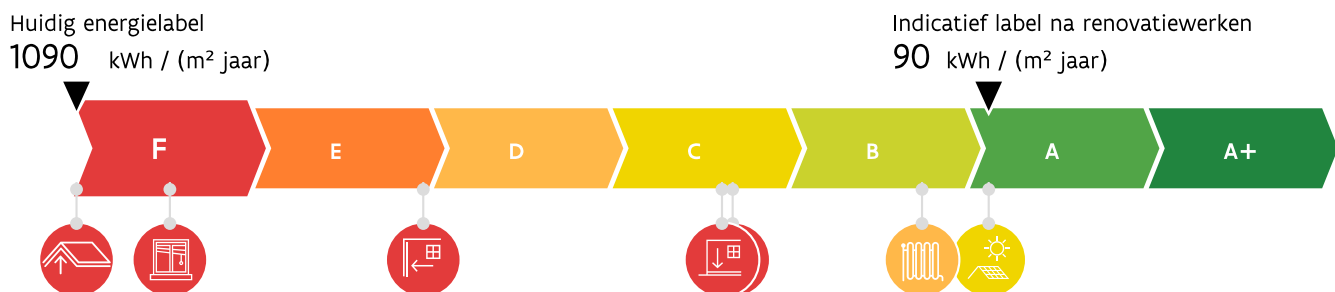 Huidig energielabel
1090 kWh / (m² jaar)
Indicatief label na renovatiewerken
90 kWh / (m² jaar)
F E D C B A A+